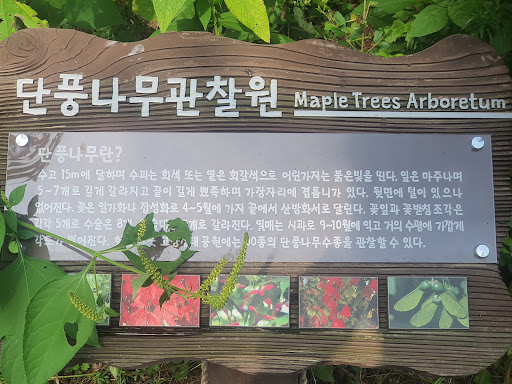 단풍나무관찰원 Maple Trees Arboretum
단풍나무란?
수고 15m에 달하며 수피는 회색 또는 밝은 회갈색으로 어린가지는 붉은빛을 띤다. 잎은 마주나며
5~7개로 깊게 갈라지고 끝이 길게 뾰족하며 가장자리에 겹톱니가 있다. 뒷면에 털이 있으나
없어진다. 꽃은 일가화나 잡성화로 4~5월에 가지 끝에서 산방화서로 달린다. 꽃잎과 꽃받침조각은
각각 5개로 수술은 8개 갈라진다. 열매는 시과로 9~10월에 익고 거의 수평에 가깝게
공원에는 종의 단풍나무수종을 관찰할 수 있다.